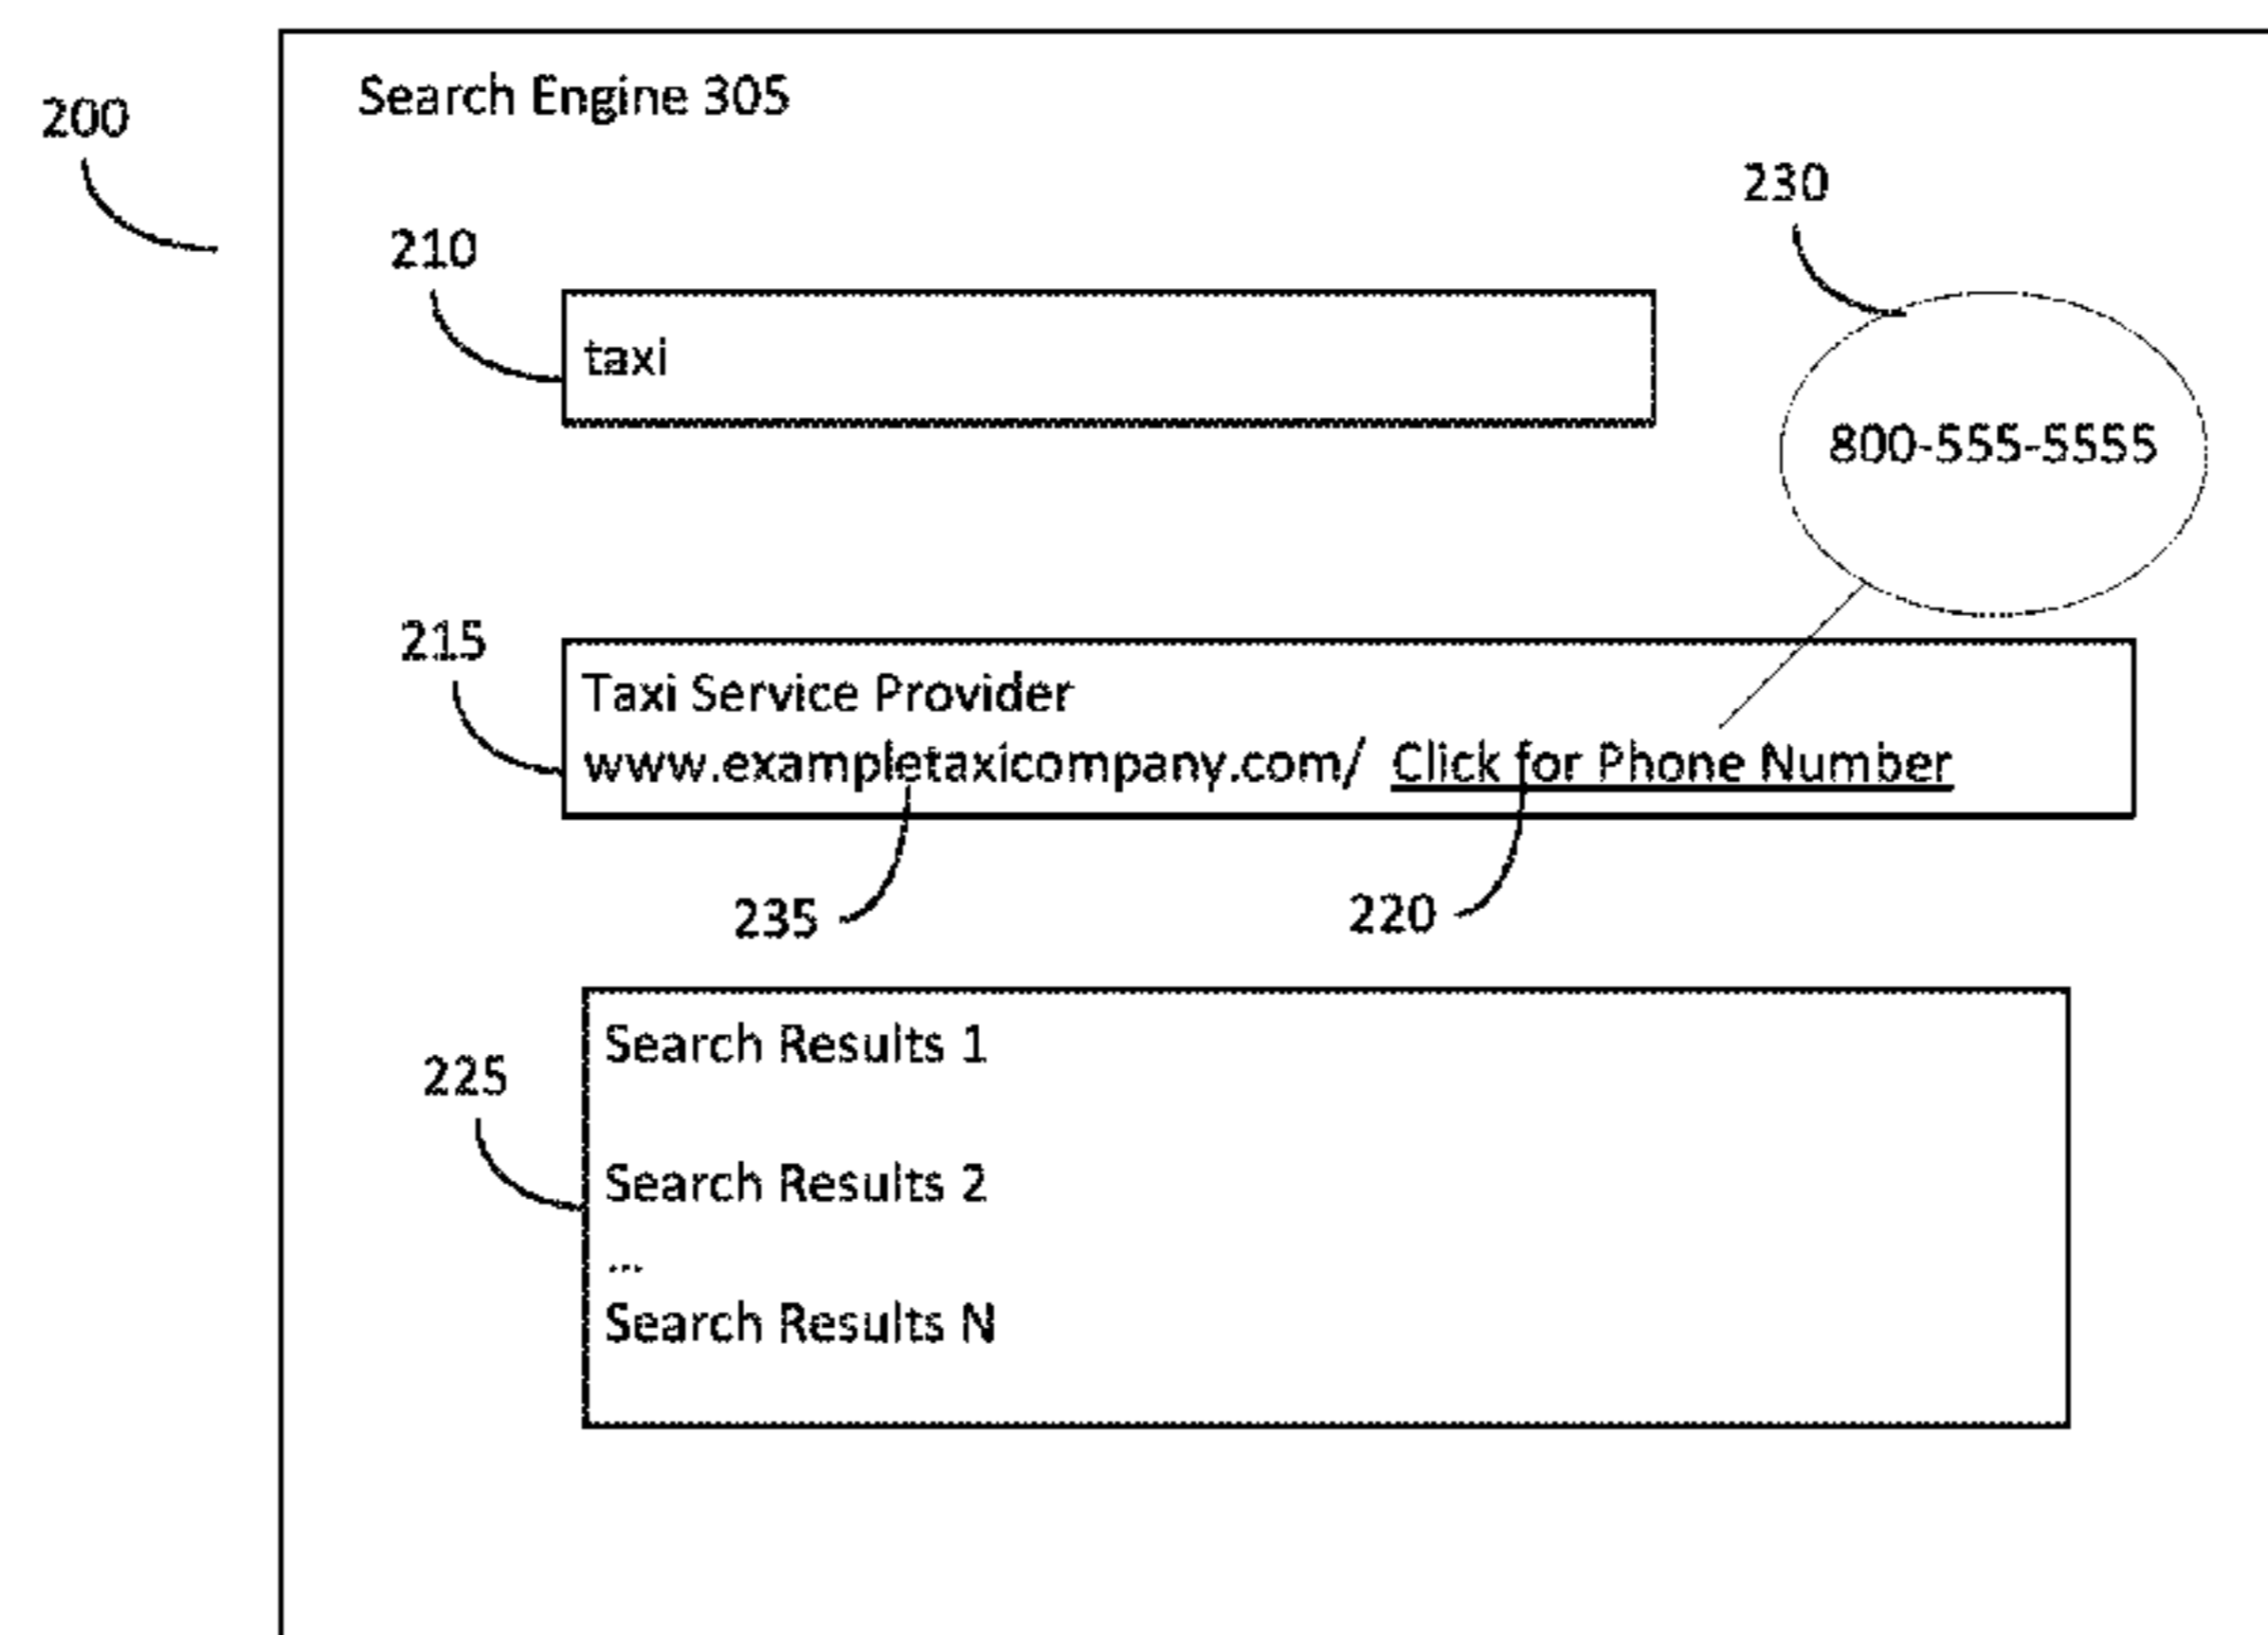 Search Engine 305
200
230
210
taxi
800-555-5555
215
Taxi Service Provider
www.exampletaxicompany.com/ Click for Phone Number
235
220
Search Results 1
225
Search Results 2
...
Search Results N